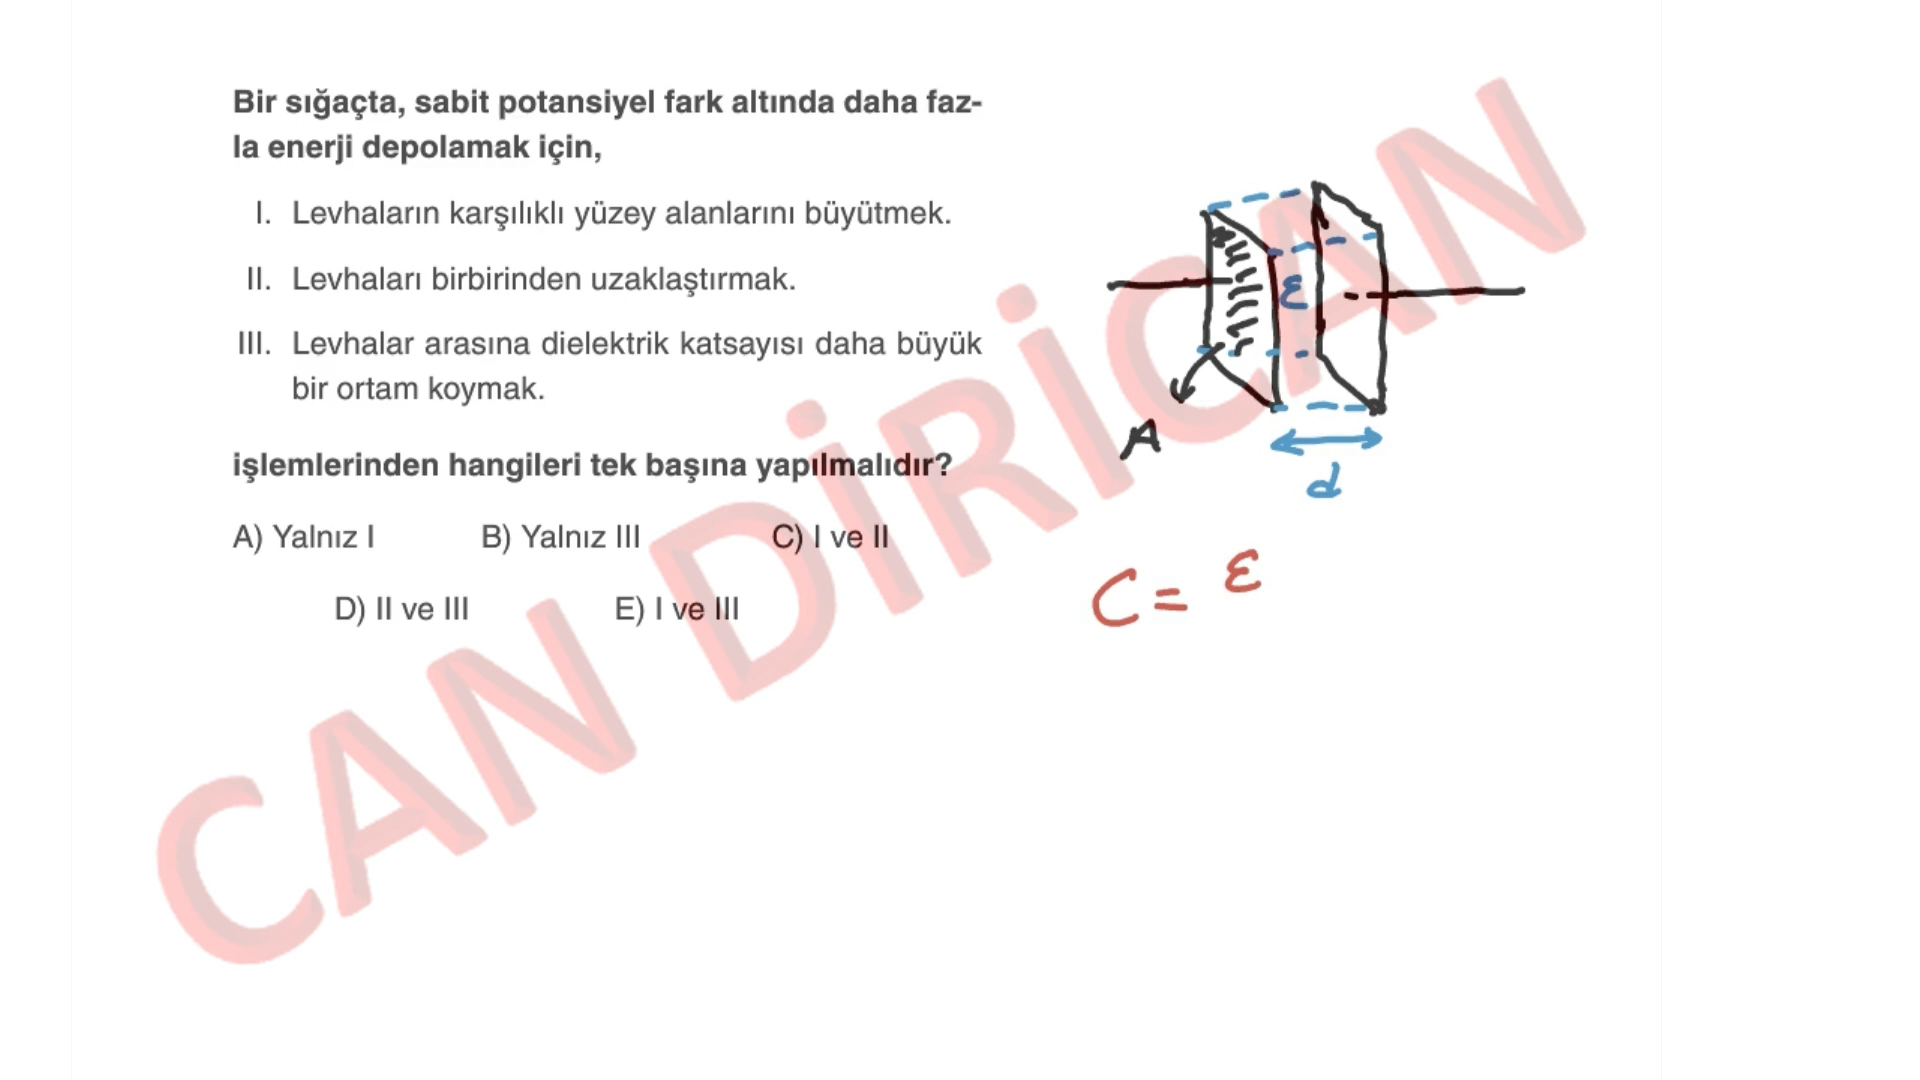 Bir sığaçta, sabit potansiyel fark altında daha faz-
la enerji depolamak için,
I. Levhaların karşılıklı yüzey alanlarını büyütmek.
II. Levhaları birbirinden uzaklaştırmak.
III. Levhalar arasına dielektrik katsayısı daha büyük
bir ortam koymak.
işlemlerinden hangileri tek başına yapılmalıdır?
A) Yalnız I B) Yalnız III C) I ve II
D) II ve III E) I ve III
ε
A
d
C = ε
CAN DİRİCAN